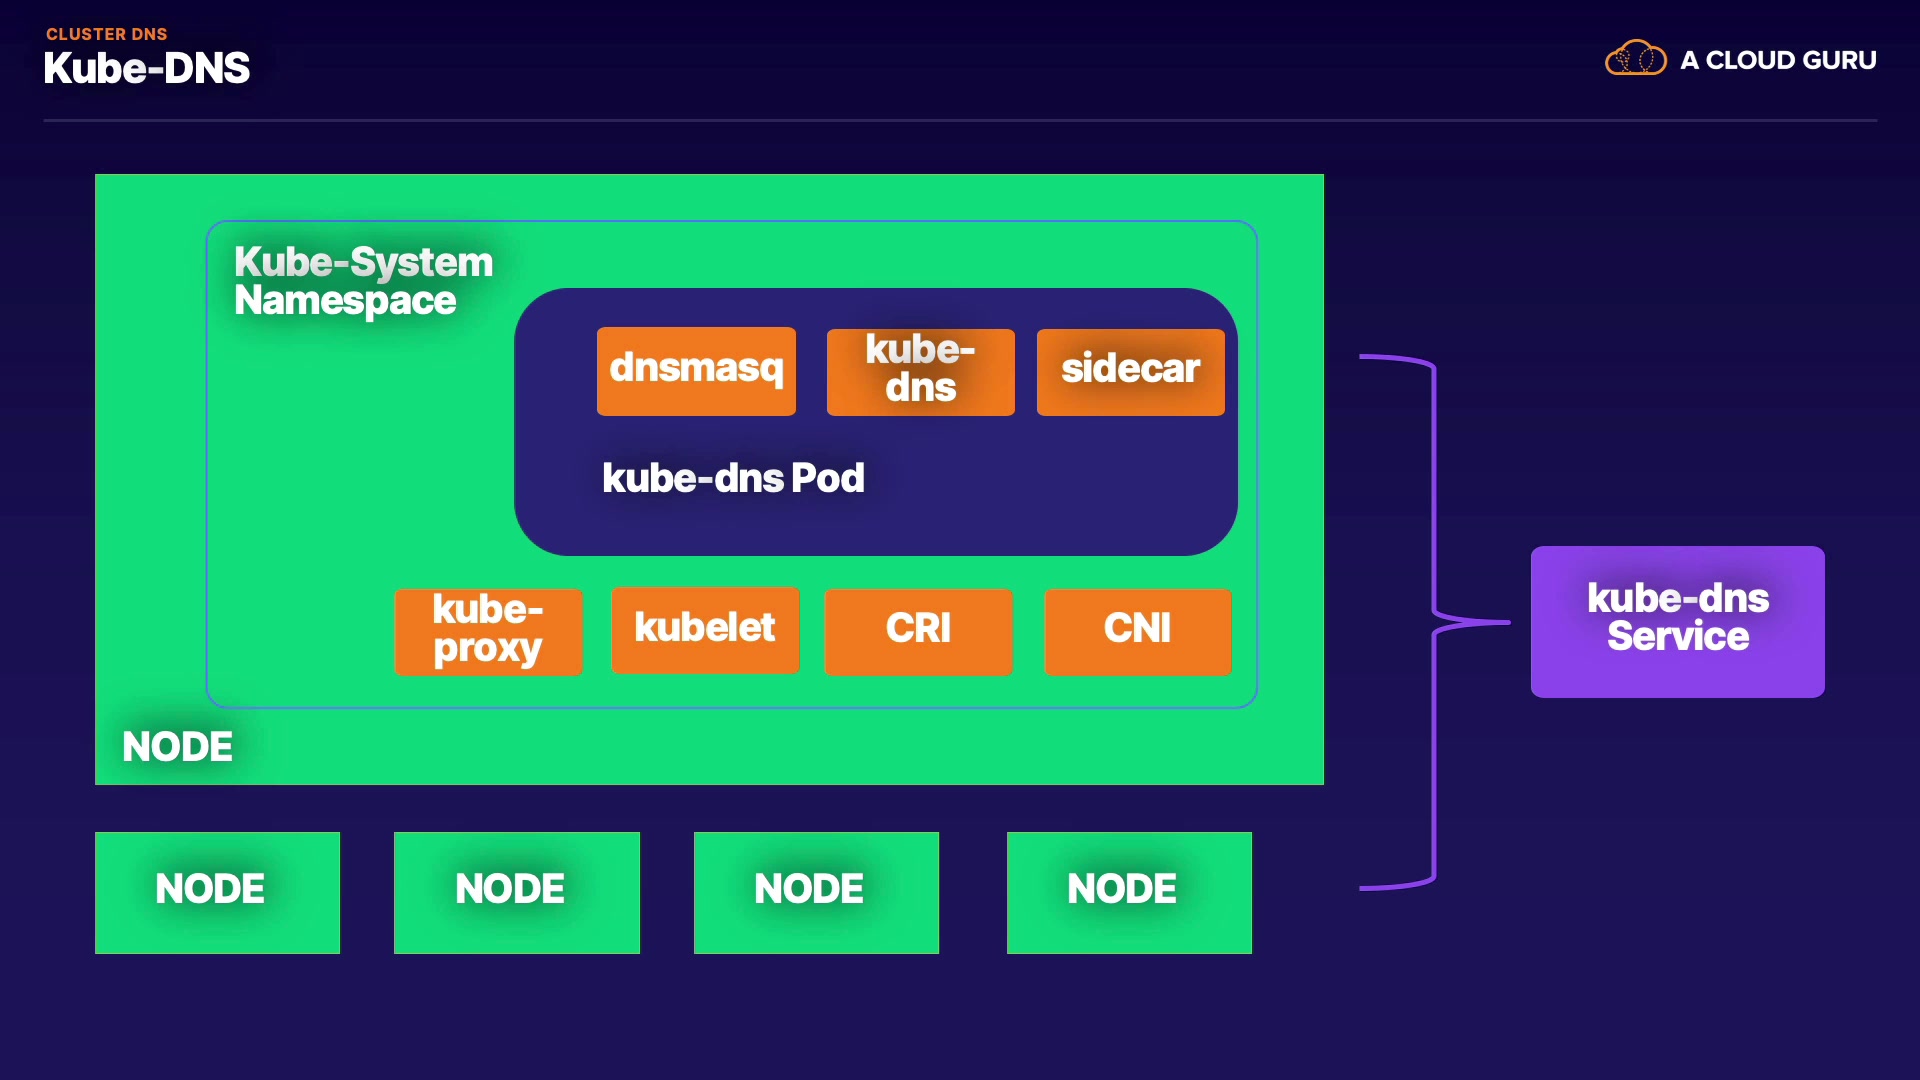 CLUSTER DNS
Kube-DNS
A CLOUD GURU
Kube-System
Namespace
dnsmasq
kube-
dns
sidecar
kube-dns Pod
kube-
proxy
kubelet
CRI
CNI
kube-dns
Service
NODE
NODE
NODE
NODE
NODE